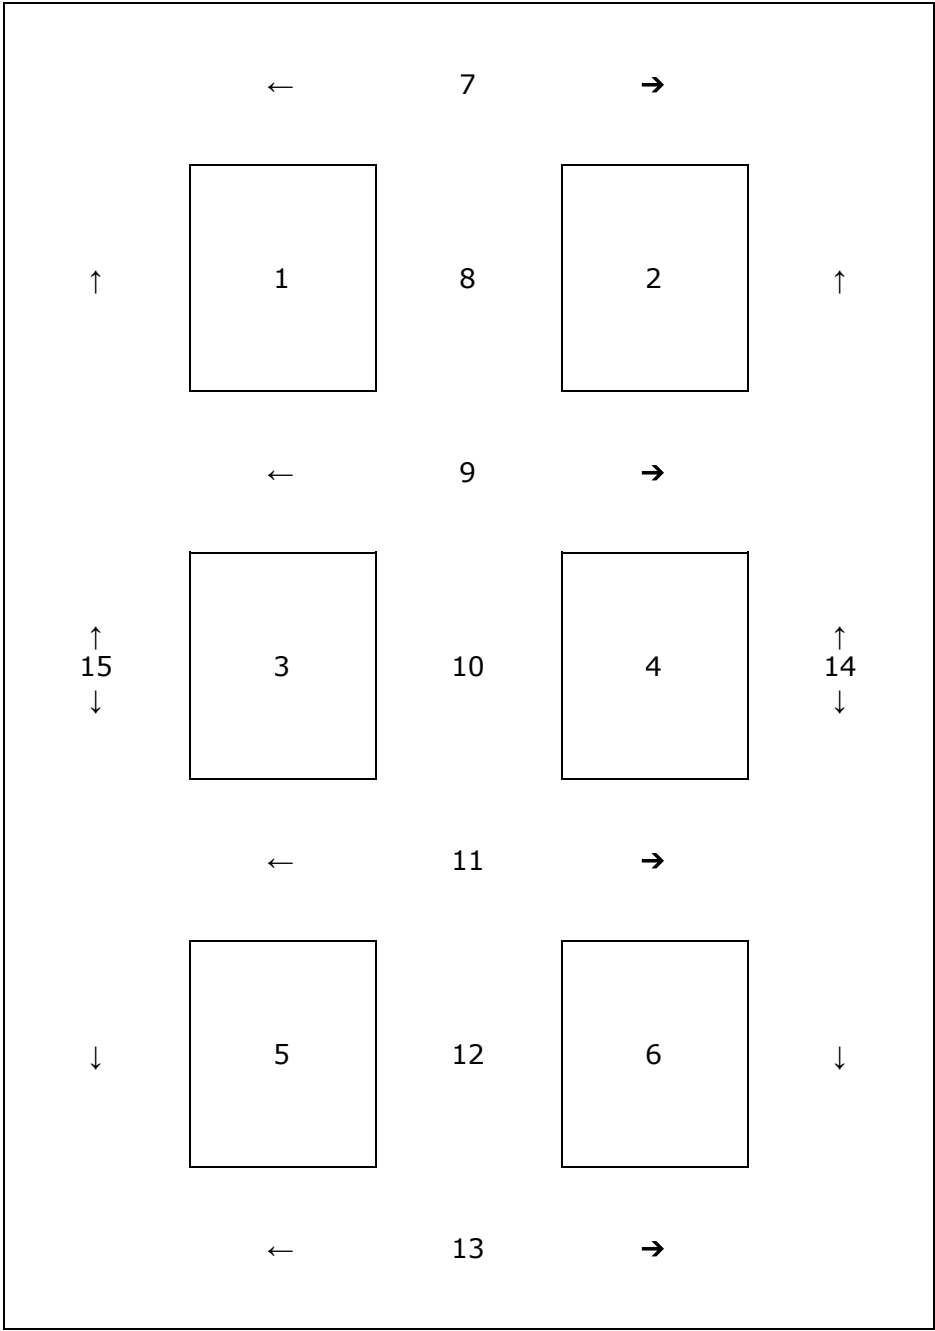 ← 7 ➔
↑ 1 8 2 ↑
← 9 ➔
↑ ↑
15 3 10 4 14
↓ ↓
← 11 ➔
↓ 5 12 6 ↓
← 13 ➔